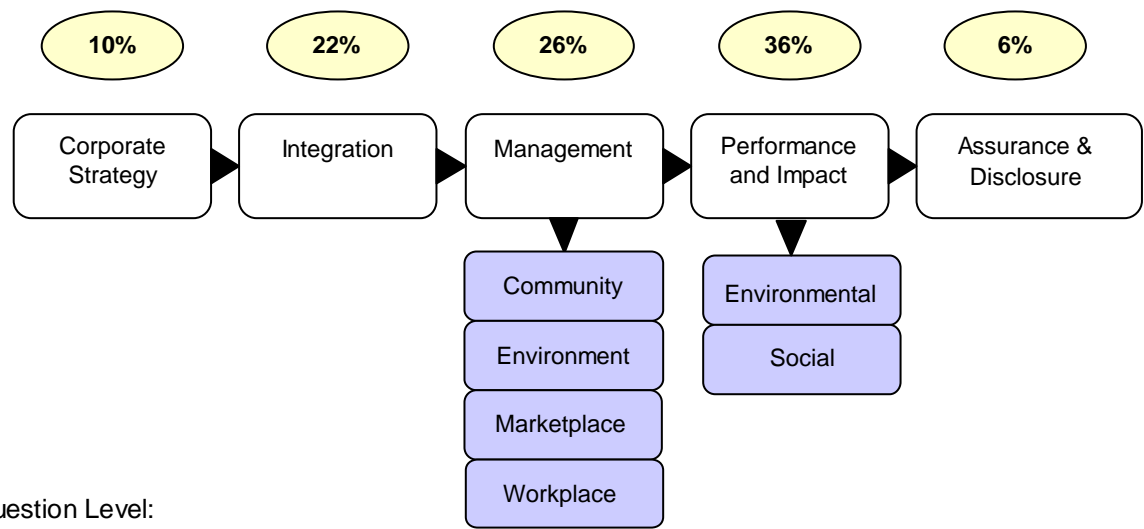 10%
22%
26%
36%
6%
Corporate
Strategy
Integration
Management
Performance
and Impact
Assurance &
Disclosure
Community
Environment
Marketplace
Workplace
Environmental
Social
uestion Level: